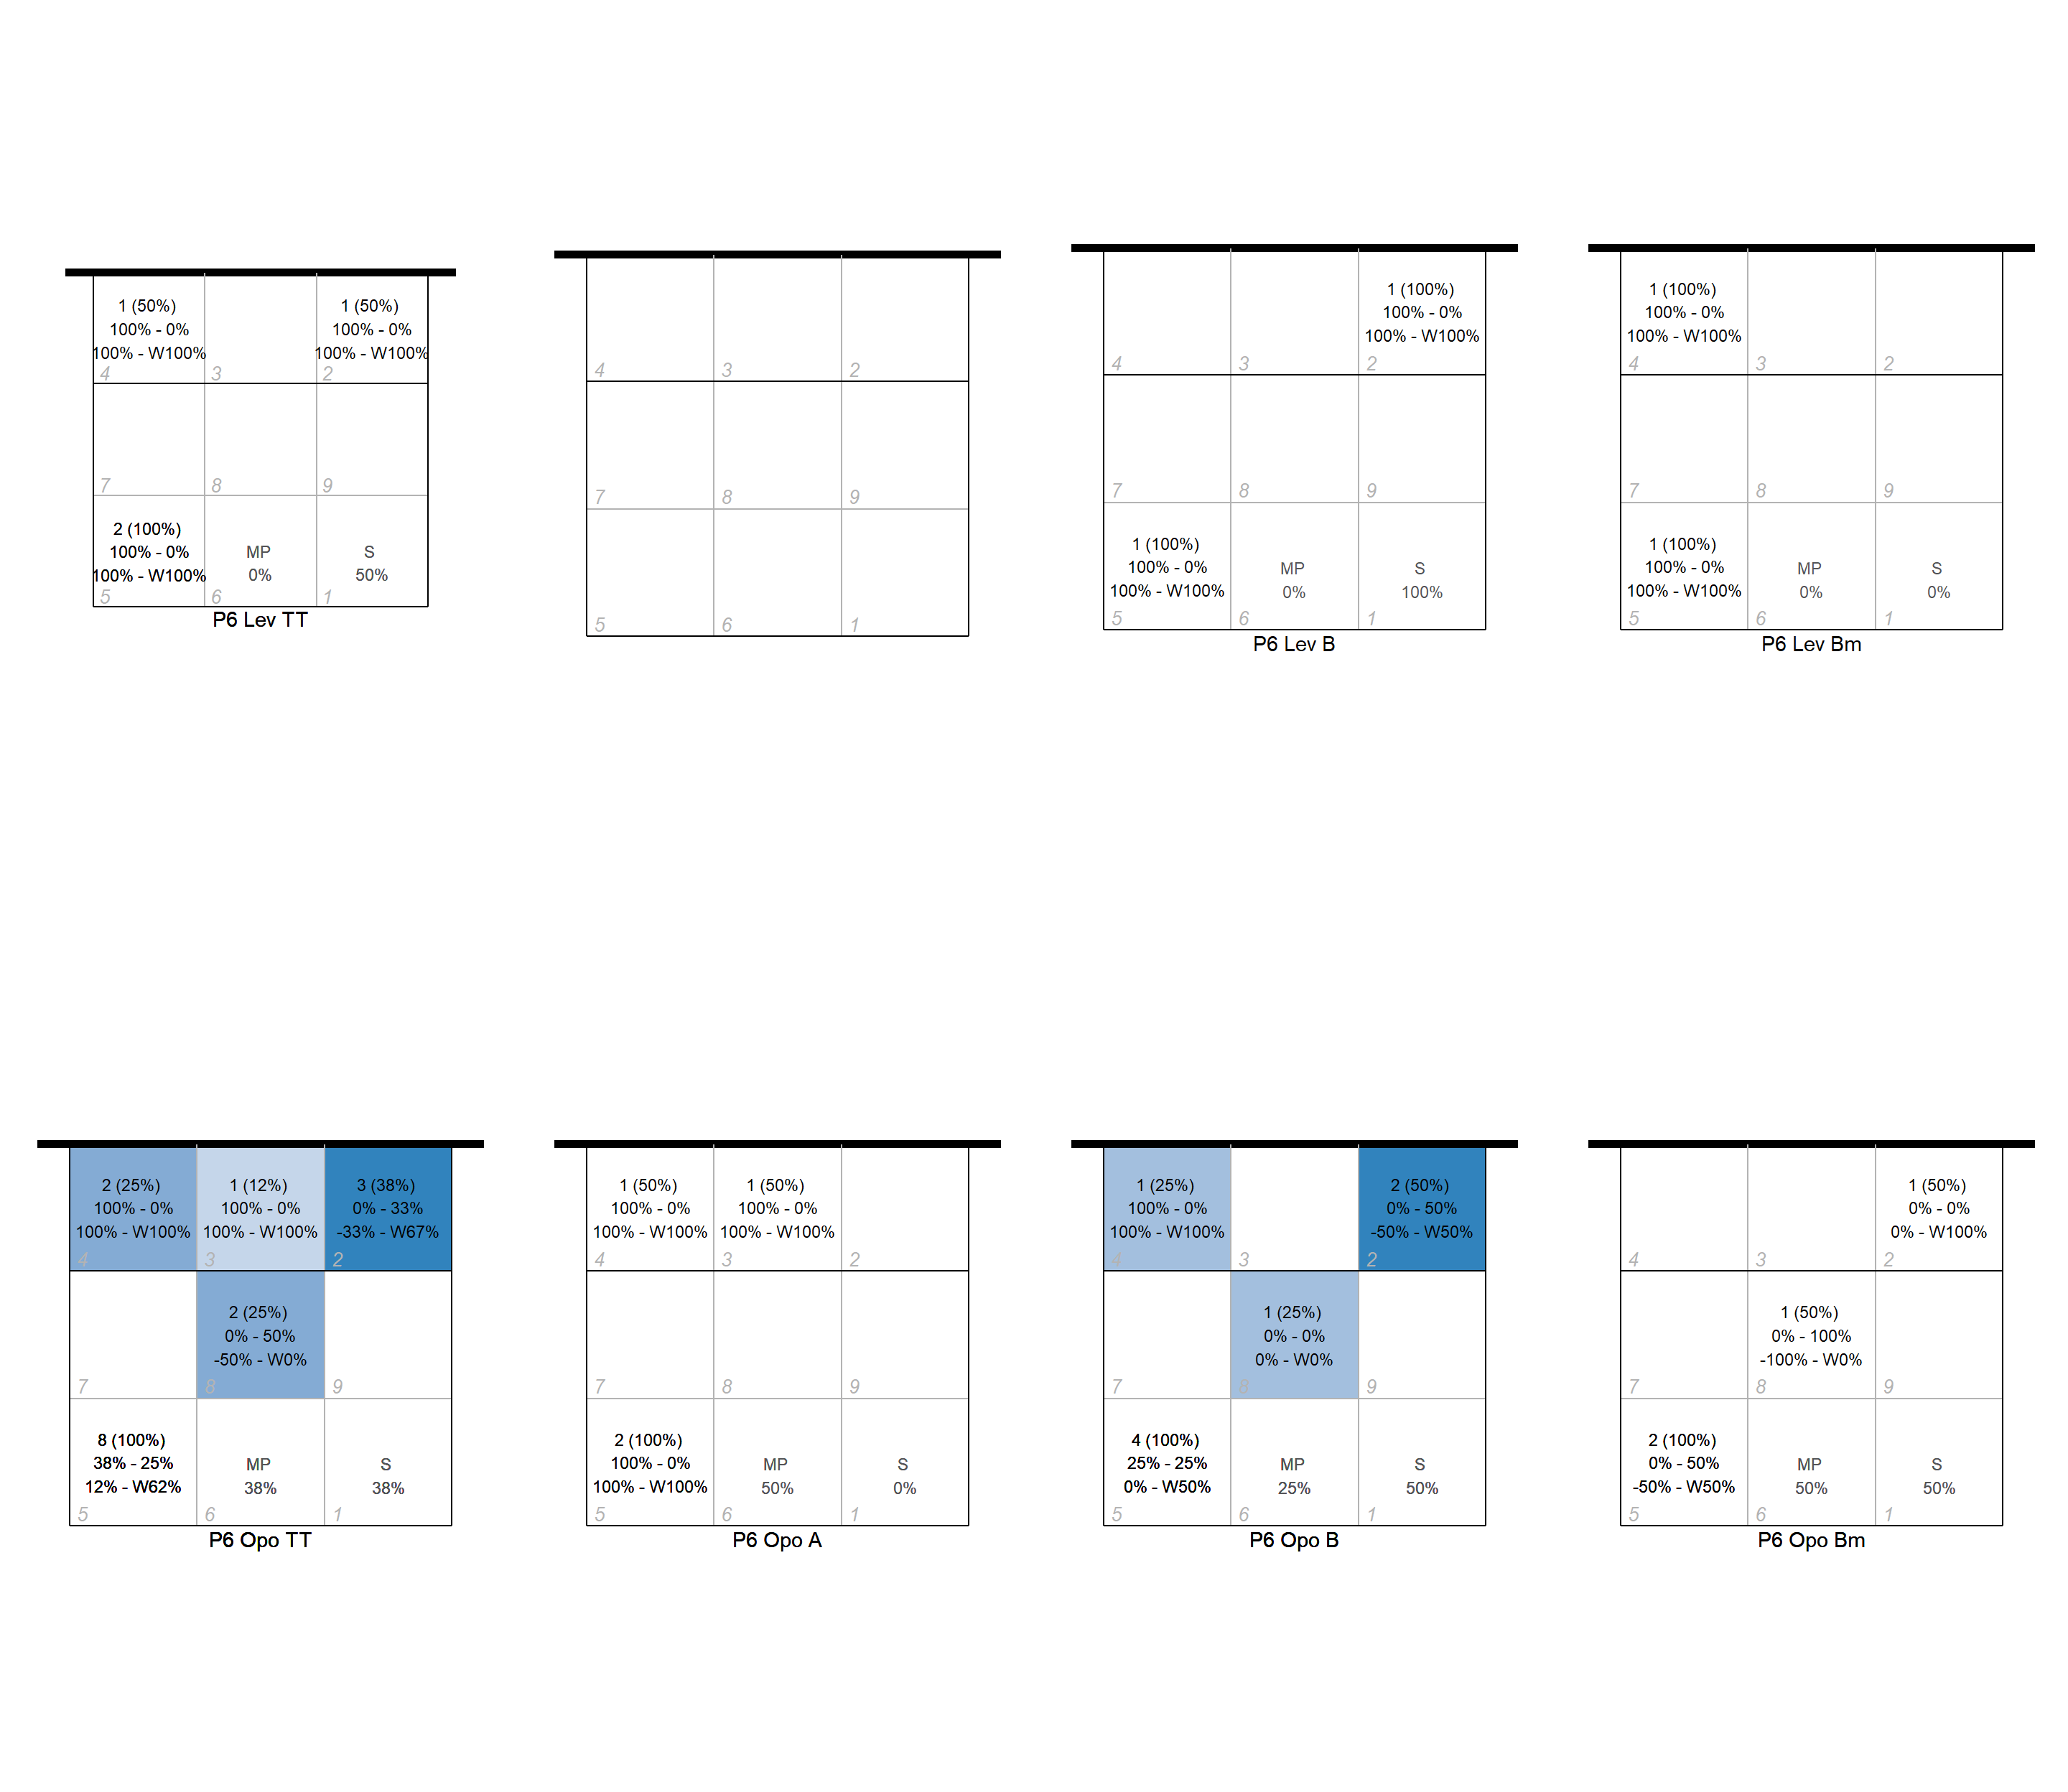 1 (50%)
100% - 0%
100% - W100%
4
3
1 (50%)
100% - 0%
100% - W100%
2
7
8
9
2 (100%)
100% - 0%
100% - W100%
5
MP
0%
6
S
50%
1
P6 Lev TT
4
3
2
7
8
9
5
6
1
4
3
1 (100%)
100% - 0%
100% - W100%
2
7
8
9
1 (100%)
100% - 0%
100% - W100%
5
MP
0%
6
S
100%
1
P6 Lev B
1 (100%)
100% - 0%
100% - W100%
4
3
2
7
8
9
1 (100%)
100% - 0%
100% - W100%
5
MP
0%
6
S
0%
1
P6 Lev Bm
2 (25%)
100% - 0%
100% - W100%
4
1 (12%)
100% - 0%
100% - W100%
3
3 (38%)
0% - 33%
-33% - W67%
2
7
2 (25%)
0% - 50%
-50% - W0%
8
9
8 (100%)
38% - 25%
12% - W62%
5
MP
38%
6
S
38%
1
P6 Opo TT
1 (50%)
100% - 0%
100% - W100%
4
1 (50%)
100% - 0%
100% - W100%
3
2
7
8
9
2 (100%)
100% - 0%
100% - W100%
5
MP
50%
6
S
0%
1
P6 Opo A
1 (25%)
100% - 0%
100% - W100%
4
3
2 (50%)
0% - 50%
-50% - W50%
2
7
1 (25%)
0% - 0%
0% - W0%
8
9
4 (100%)
25% - 25%
0% - W50%
5
MP
25%
6
S
50%
1
P6 Opo B
4
3
1 (50%)
0% - 0%
0% - W100%
2
7
1 (50%)
0% - 100%
-100% - W0%
8
9
2 (100%)
0% - 50%
-50% - W50%
5
MP
50%
6
S
50%
1
P6 Opo Bm